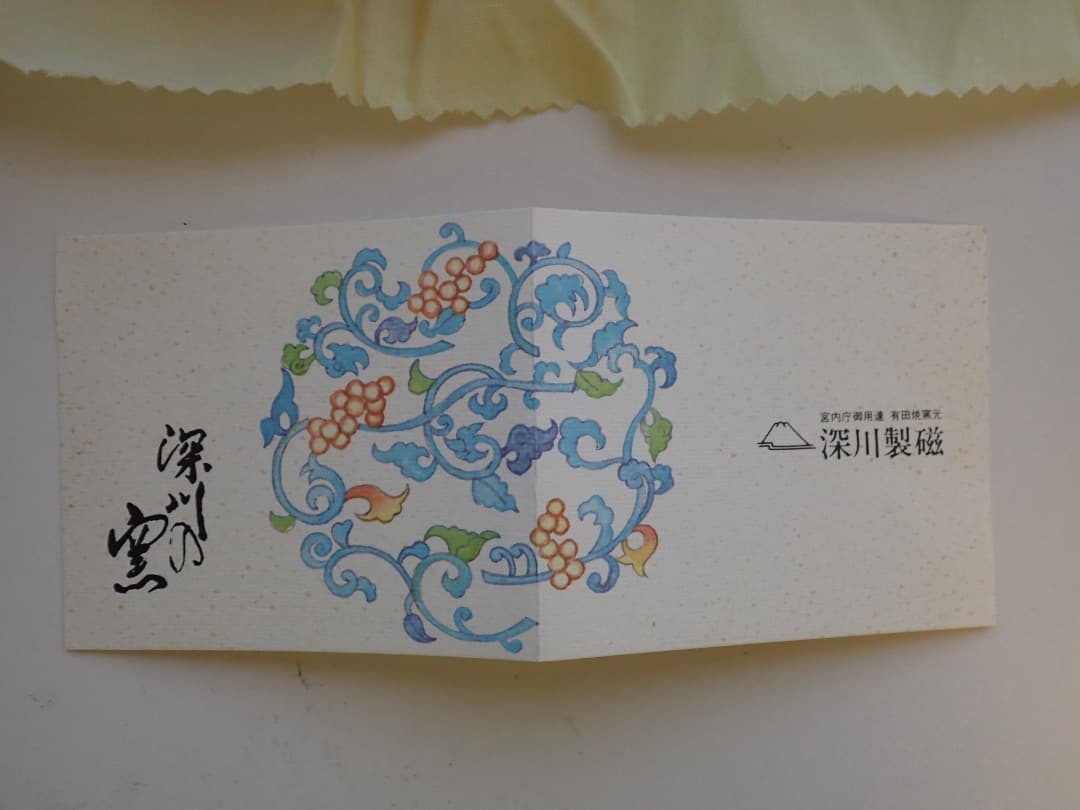 深川の
窯
宮内庁御用達 有田焼窯元
深川製磁